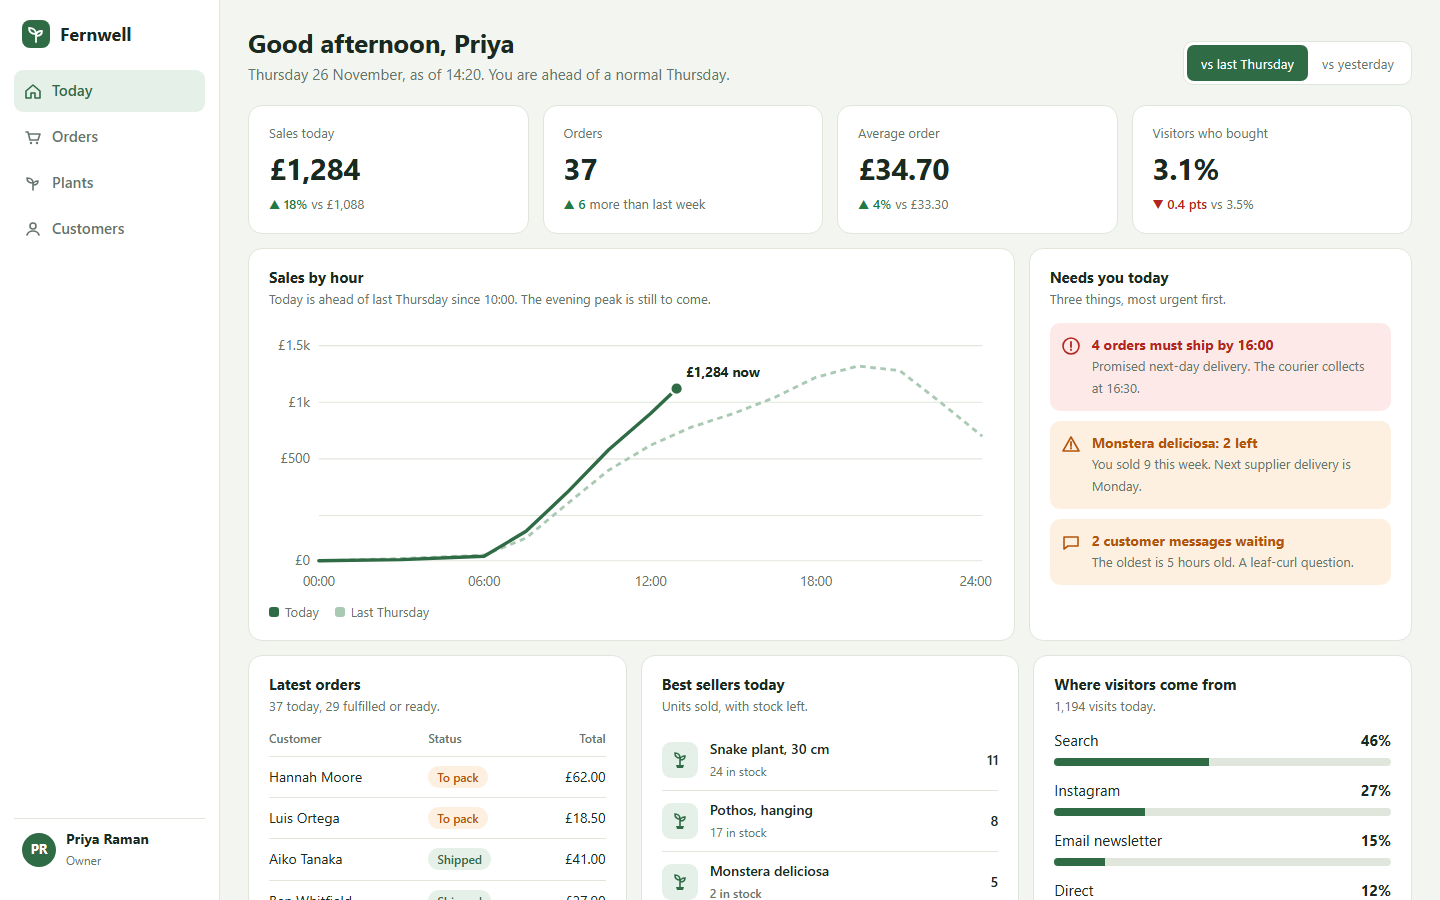 Fernwell
Today
Orders
Plants
Customers
Priya Raman
PR
Owner
Good afternoon, Priya
Thursday 26 November, as of 14:20. You are ahead of a normal Thursday.
vs last Thursday
vs yesterday
Sales today
£1,284
▲ 18% vs £1,088
Orders
37
▲ 6 more than last week
Average order
£34.70
▲ 4% vs £33.30
Visitors who bought
3.1%
▼ 0.4 pts vs 3.5%
Sales by hour
Today is ahead of last Thursday since 10:00. The evening peak is still to come.
£1.5k
£1,284 now
£1k
£500
£0
00:00 06:00 12:00 18:00 24:00
Today Last Thursday
Needs you today
Three things, most urgent first.
4 orders must ship by 16:00
Promised next-day delivery. The courier collects
at 16:30.
Monstera deliciosa: 2 left
You sold 9 this week. Next supplier delivery is
Monday.
2 customer messages waiting
The oldest is 5 hours old. A leaf-curl question.
Latest orders
37 today, 29 fulfilled or ready.
Customer Status Total
Hannah Moore To pack £62.00
Luis Ortega To pack £18.50
Aiko Tanaka Shipped £41.00
Best sellers today
Units sold, with stock left.
Snake plant, 30 cm
11
24 in stock
Pothos, hanging
8
17 in stock
Monstera deliciosa
5
2 in stock
Where visitors come from
1,194 visits today.
Search 46%
Instagram 27%
Email newsletter 15%
Direct 12%